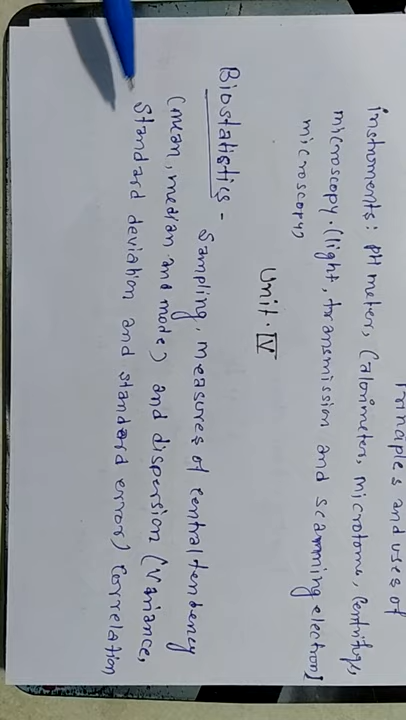 Principles and uses of
instruments: pH meter, Calorimeter, microtome, Centrifuge,
microscopy. (light, transmission and scanning electron
microscopy)
Unit. IV
Biostatistics - Sampling, measures of central tendency
(mean, median and mode) and dispersion (Variance,
Standard deviation and standard error) Correlation